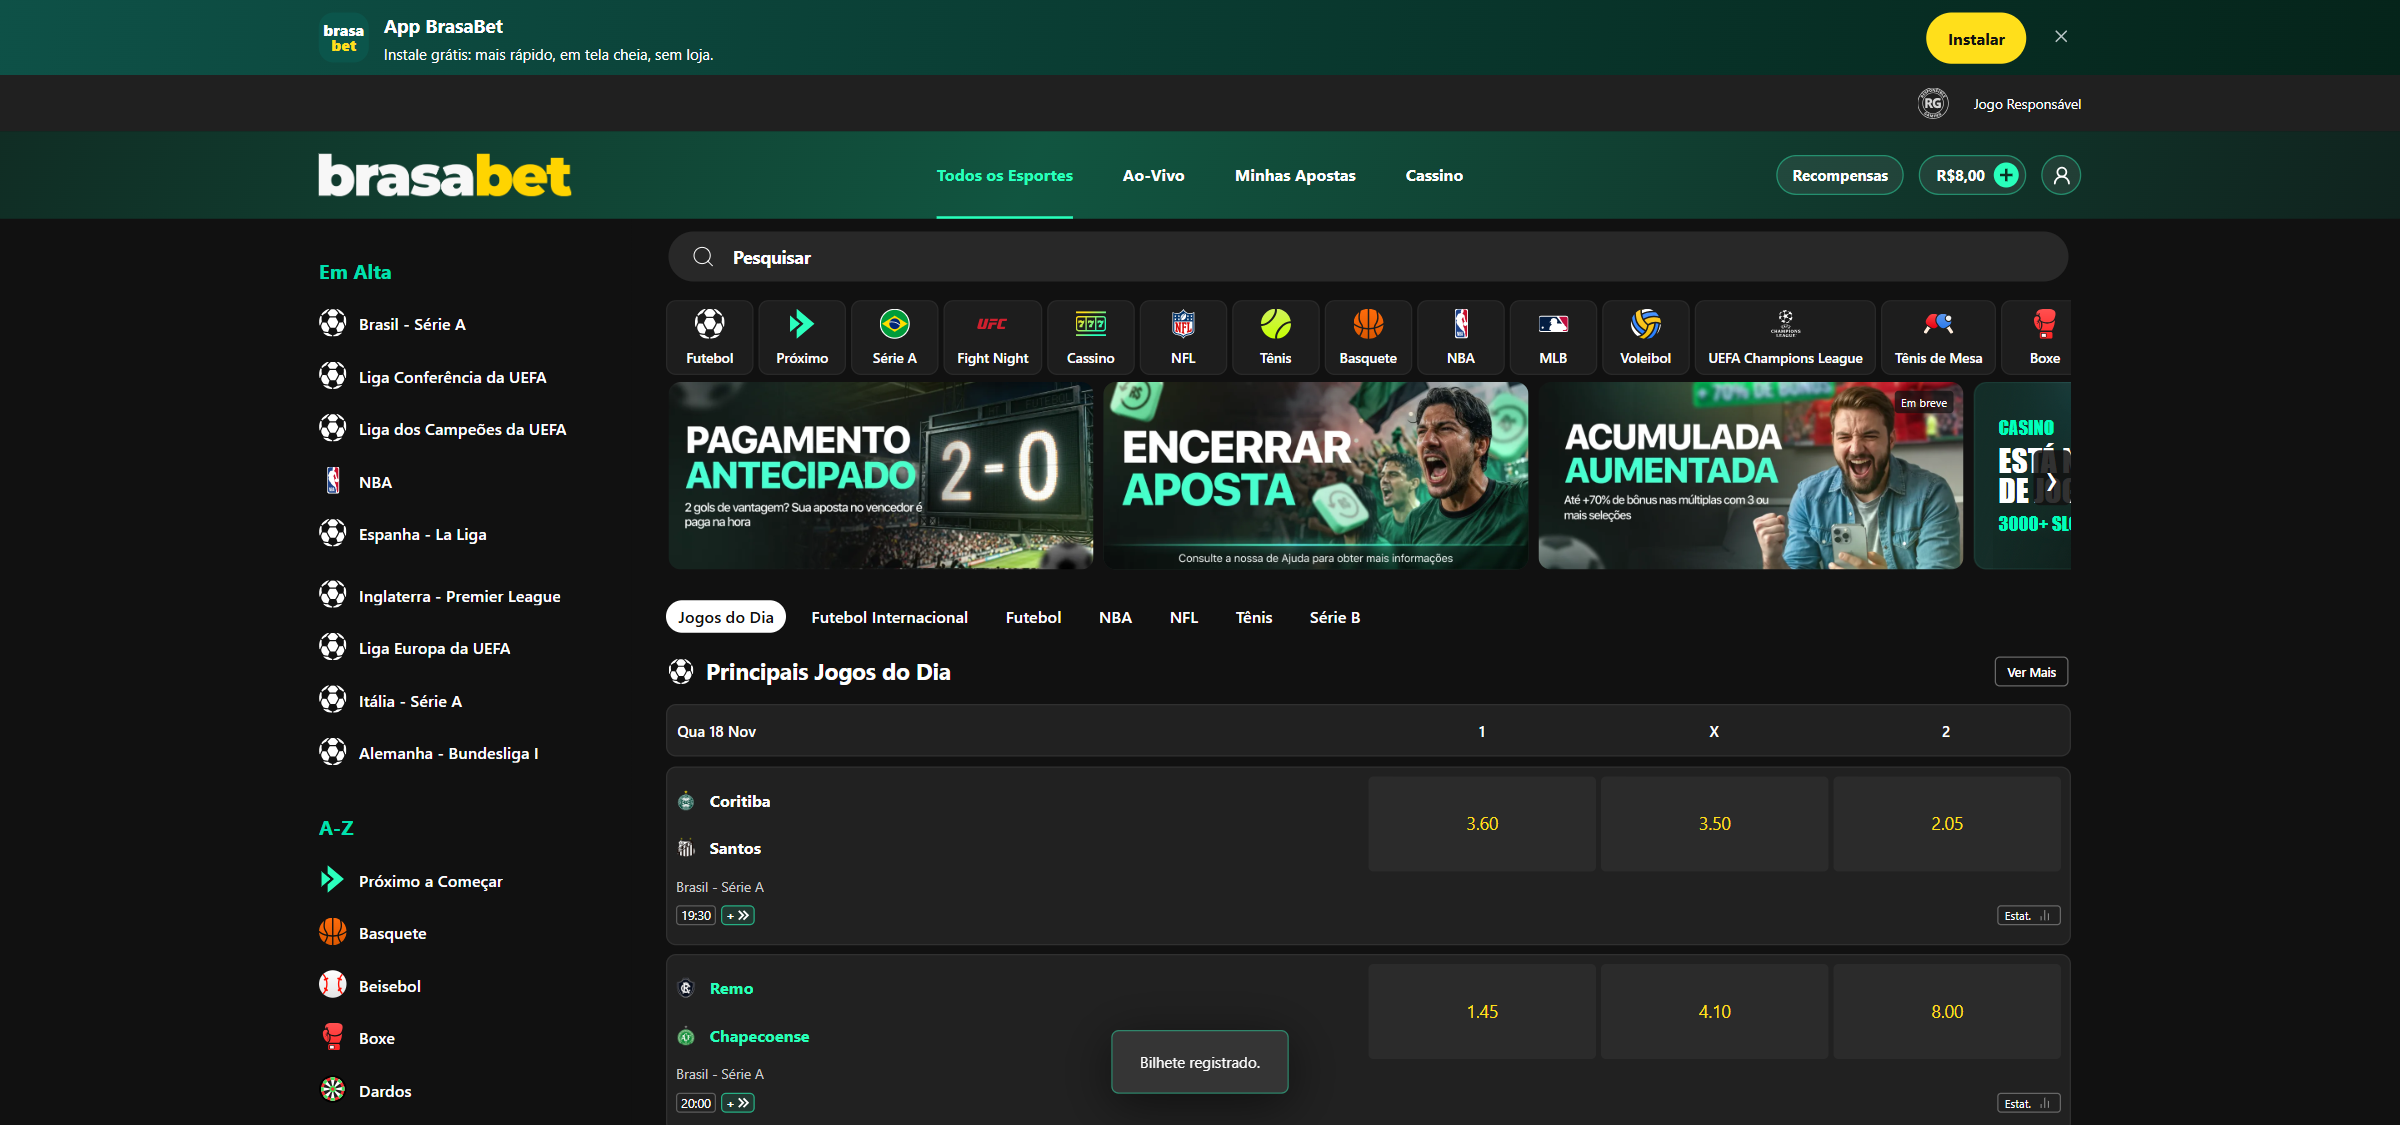 brasa
bet
App BrasaBet
Instale grátis: mais rápido, em tela cheia, sem loja.
Instalar
RG
Jogo Responsável
brasabet
Todos os Esportes
Ao-Vivo
Minhas Apostas
Cassino
Recompensas
R$8,00
Pesquisar
Em Alta
Brasil - Série A
Liga Conferência da UEFA
Liga dos Campeões da UEFA
NBA
Espanha - La Liga
Inglaterra - Premier League
Liga Europa da UEFA
Itália - Série A
Alemanha - Bundesliga I
A-Z
Próximo a Começar
Basquete
Beisebol
Boxe
Dardos
Futebol
Próximo
Série A
UFC
Fight Night
777
Cassino
NFL
NFL
Tênis
Basquete
NBA
MLB
Voleibol
CHAMPIONS
LEAGUE
UEFA Champions League
Tênis de Mesa
Boxe
PAGAMENTO
ANTECIPADO
2 gols de vantagem? Sua aposta no vencedor é
paga na hora
2-0
ENCERRAR
APOSTA
Consulte a nossa de Ajuda para obter mais informações
Em breve
ACUMULADA
AUMENTADA
Até +70% de bônus nas múltiplas com 3 ou
mais seleções
CASINO
ESTÁ
DE
3000+
Jogos do Dia
Futebol Internacional
Futebol
NBA
NFL
Tênis
Série B
Principais Jogos do Dia
Ver Mais
Qua 18 Nov
1
X
2
Coritiba
Santos
3.60
3.50
2.05
Brasil - Série A
19:30
+
Estat.
Remo
Chapecoense
1.45
4.10
8.00
Brasil - Série A
20:00
+
Estat.
Bilhete registrado.